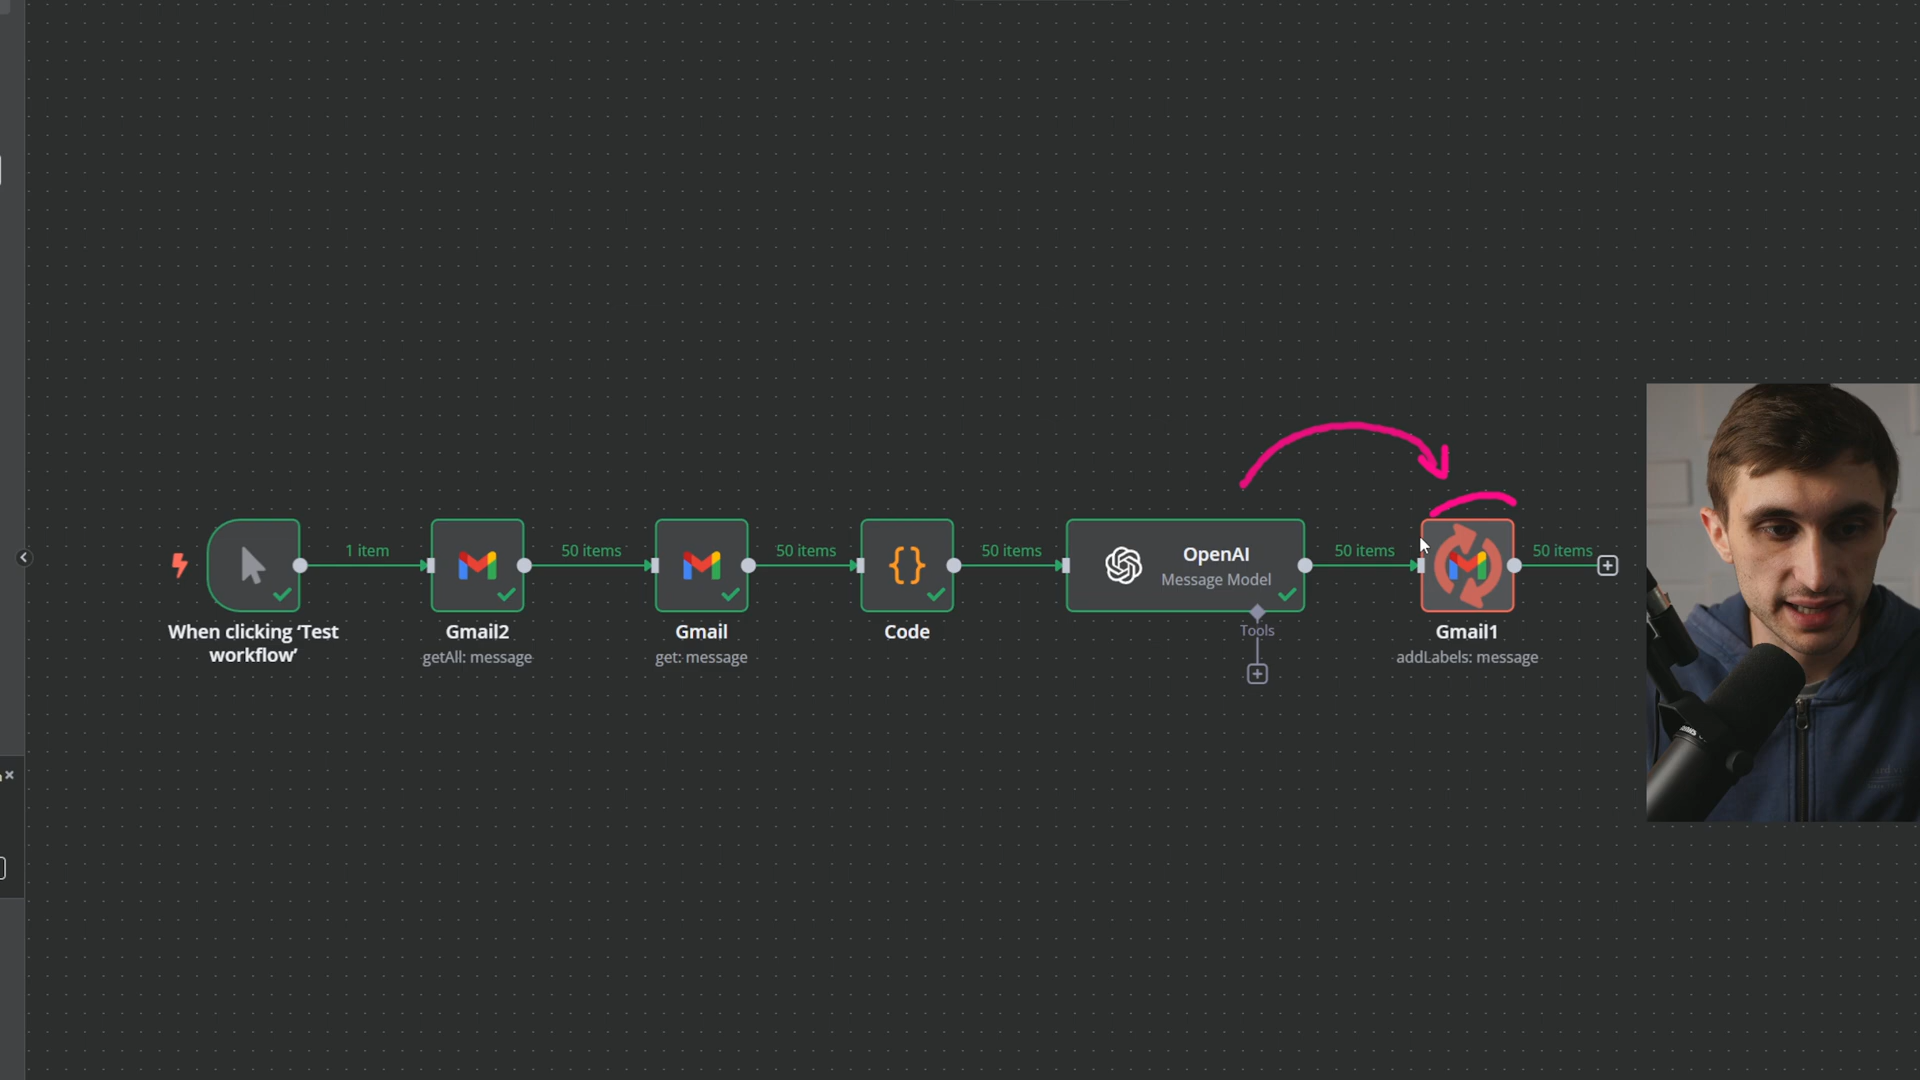 1 item
50 items
50 items
50 items
50 items
50 items
OpenAI
Message Model
Tools
When clicking ‘Test
workflow’
Gmail2
getAll: message
Gmail
get: message
Code
Gmail1
addLabels: message